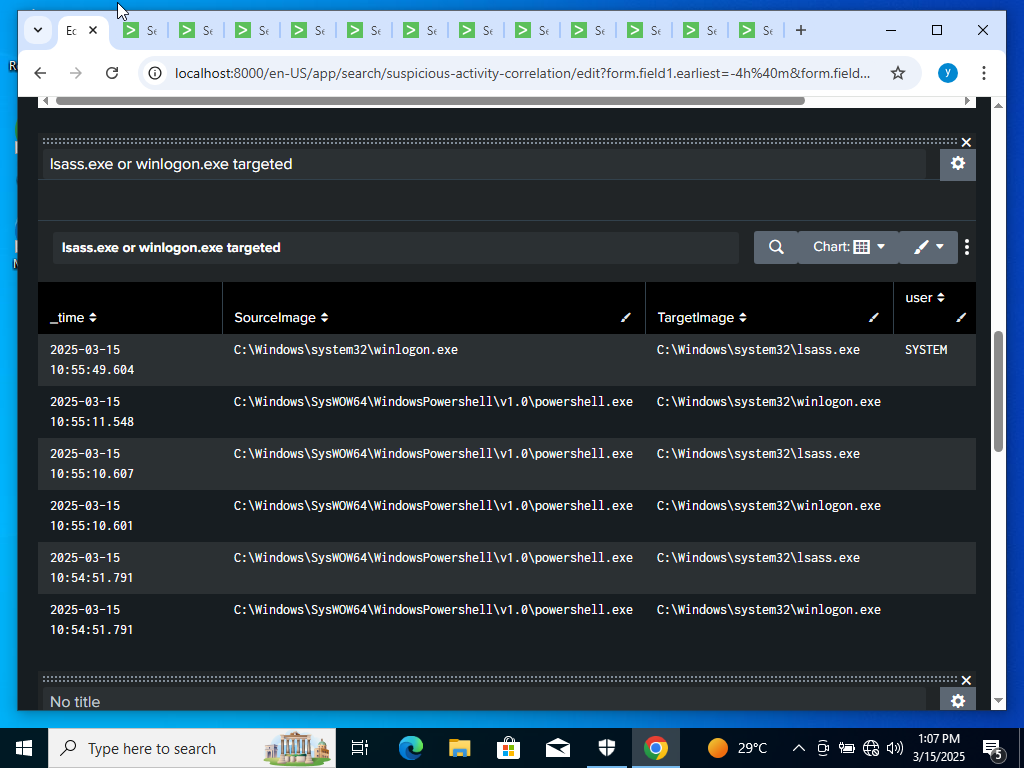 Ec
Se
Se
Se
Se
Se
Se
Se
Se
Se
Se
Se
Se
localhost:8000/en-US/app/search/suspicious-activity-correlation/edit?form.field1.earliest=-4h%40m&form.field...
y
lsass.exe or winlogon.exe targeted
lsass.exe or winlogon.exe targeted
Chart:
_time
SourceImage
TargetImage
user
2025-03-15 10:55:49.604 C:\Windows\system32\winlogon.exe C:\Windows\system32\lsass.exe SYSTEM
2025-03-15 10:55:11.548 C:\Windows\SysWOW64\WindowsPowershell\v1.0\powershell.exe C:\Windows\system32\winlogon.exe
2025-03-15 10:55:10.607 C:\Windows\SysWOW64\WindowsPowershell\v1.0\powershell.exe C:\Windows\system32\lsass.exe
2025-03-15 10:55:10.601 C:\Windows\SysWOW64\WindowsPowershell\v1.0\powershell.exe C:\Windows\system32\winlogon.exe
2025-03-15 10:54:51.791 C:\Windows\SysWOW64\WindowsPowershell\v1.0\powershell.exe C:\Windows\system32\lsass.exe
2025-03-15 10:54:51.791 C:\Windows\SysWOW64\WindowsPowershell\v1.0\powershell.exe C:\Windows\system32\winlogon.exe
No title
Type here to search
29°C
1:07 PM
3/15/2025
5